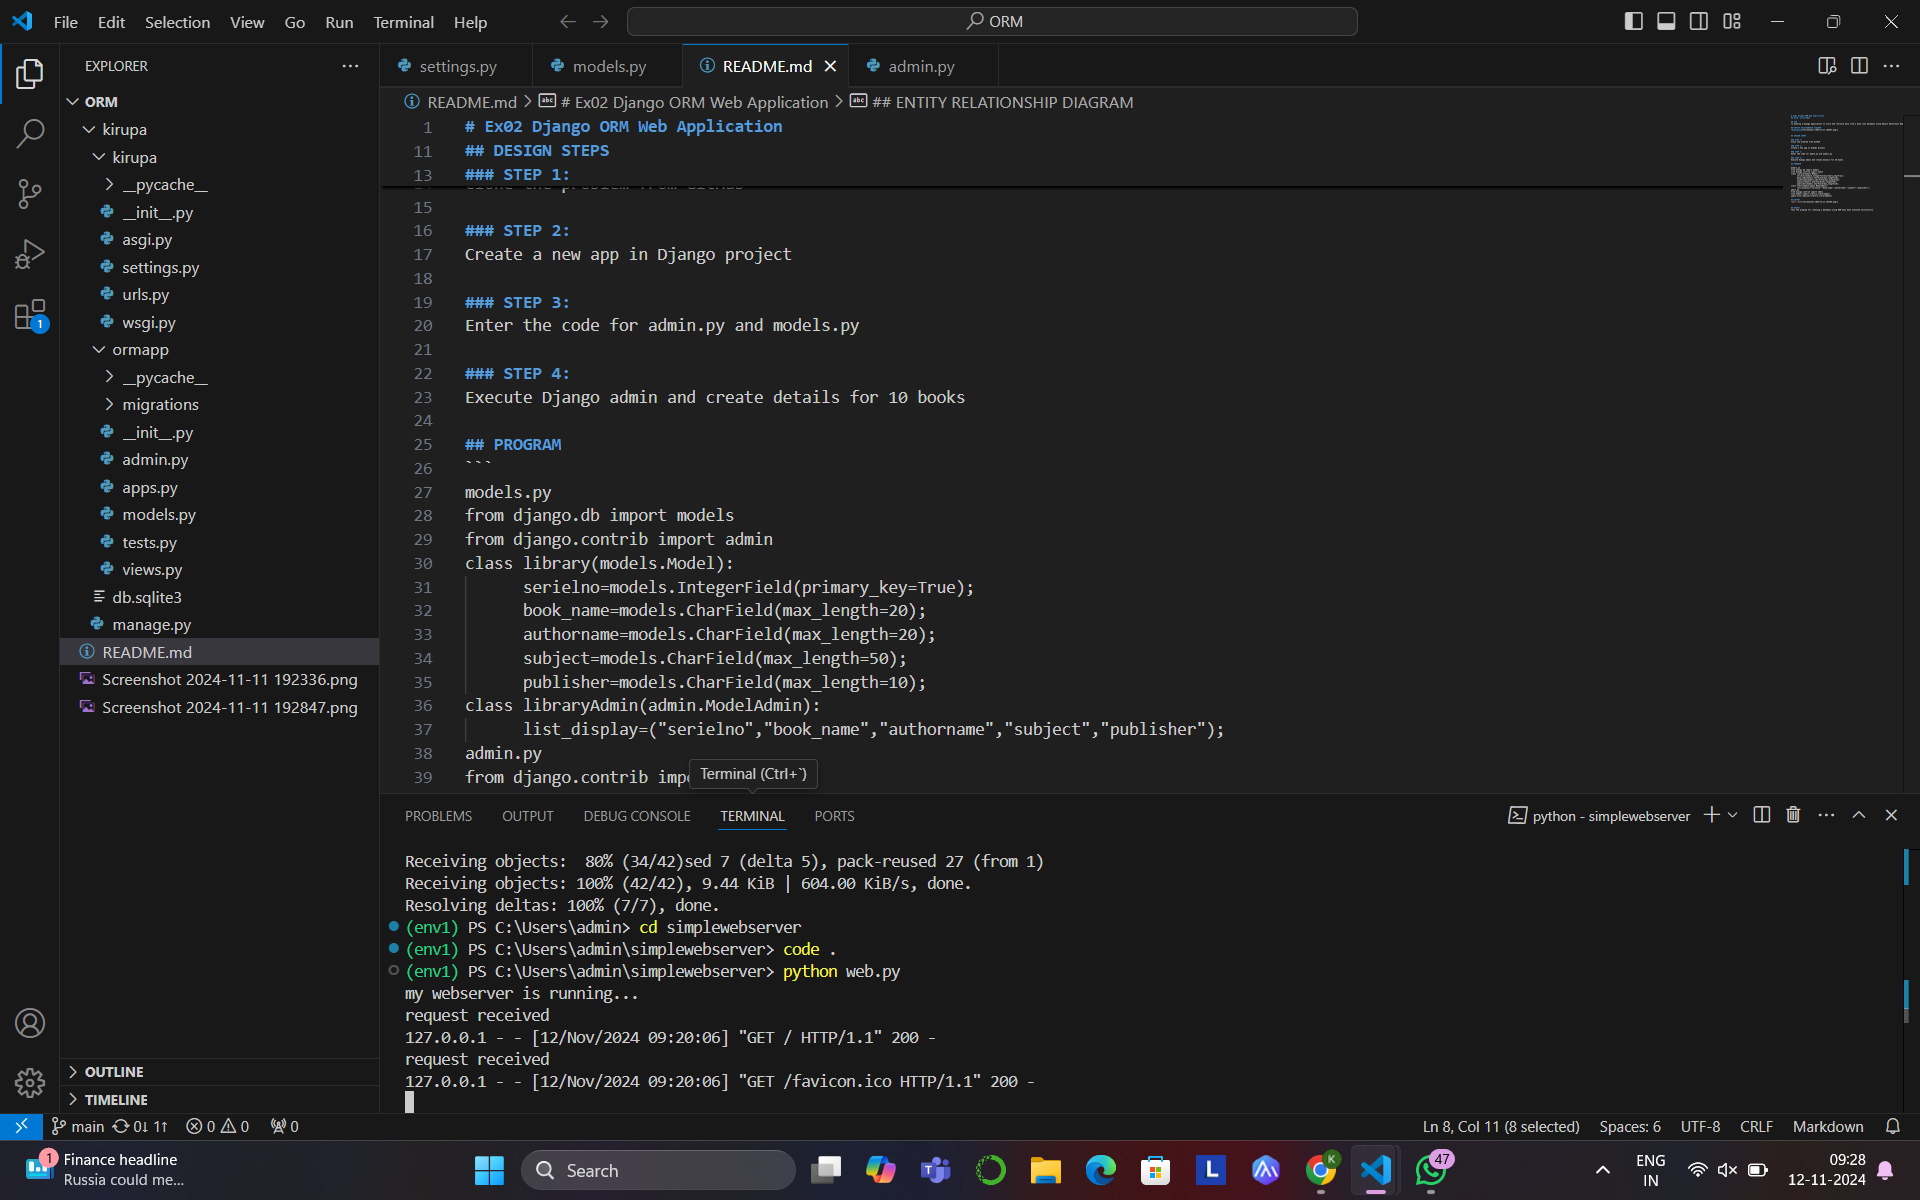 File Edit Selection View Go Run Terminal Help
ORM
EXPLORER
ORM
kirupa
kirupa
__pycache__
__init__.py
asgi.py
settings.py
urls.py
wsgi.py
ormapp
__pycache__
migrations
__init__.py
admin.py
apps.py
models.py
tests.py
views.py
db.sqlite3
manage.py
README.md
Screenshot 2024-11-11 192336.png
Screenshot 2024-11-11 192847.png
OUTLINE
TIMELINE
1
settings.py models.py README.md admin.py
README.md > # Ex02 Django ORM Web Application > ## ENTITY RELATIONSHIP DIAGRAM
1 # Ex02 Django ORM Web Application
11 ## DESIGN STEPS
13 ### STEP 1:
15
16 ### STEP 2:
17 Create a new app in Django project
18
19 ### STEP 3:
20 Enter the code for admin.py and models.py
21
22 ### STEP 4:
23 Execute Django admin and create details for 10 books
24
25 ## PROGRAM
26 ```
27 models.py
28 from django.db import models
29 from django.contrib import admin
30 class library(models.Model):
31 serielno=models.IntegerField(primary_key=True);
32 book_name=models.CharField(max_length=20);
33 authorname=models.CharField(max_length=20);
34 subject=models.CharField(max_length=50);
35 publisher=models.CharField(max_length=10);
36 class libraryAdmin(admin.ModelAdmin):
37 list_display=("serielno","book_name","authorname","subject","publisher");
38 admin.py
39 from django.contrib imp
Terminal (Ctrl+`)
PROBLEMS OUTPUT DEBUG CONSOLE TERMINAL PORTS
python - simplewebserver
Receiving objects:  80% (34/42)sed 7 (delta 5), pack-reused 27 (from 1)
Receiving objects: 100% (42/42), 9.44 KiB | 604.00 KiB/s, done.
Resolving deltas: 100% (7/7), done.
(env1) PS C:\Users\admin> cd simplewebserver
(env1) PS C:\Users\admin\simplewebserver> code .
(env1) PS C:\Users\admin\simplewebserver> python web.py
my webserver is running...
request received
127.0.0.1 - - [12/Nov/2024 09:20:06] "GET / HTTP/1.1" 200 -
request received
127.0.0.1 - - [12/Nov/2024 09:20:06] "GET /favicon.ico HTTP/1.1" 200 -
main 0↓ 1↑ 0 0 0
Ln 8, Col 11 (8 selected) Spaces: 6 UTF-8 CRLF Markdown
1 Finance headline
Russia could me...
Search
L
K
47
ENG
IN
09:28
12-11-2024